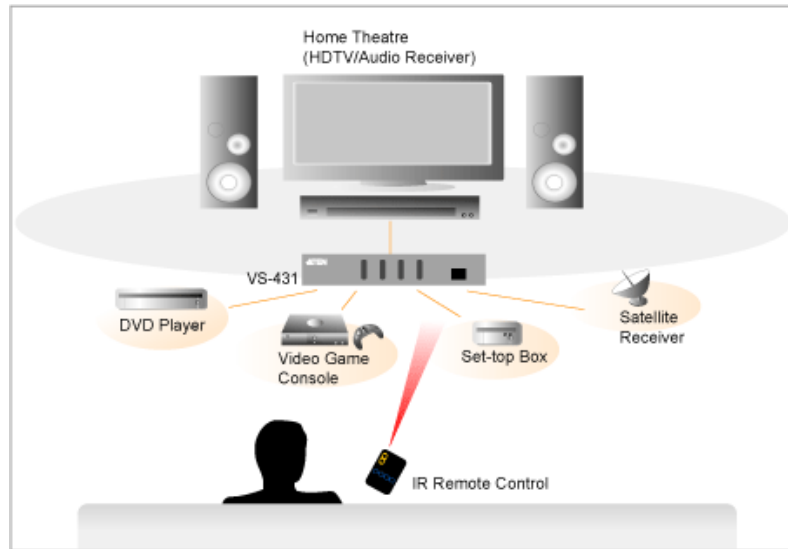 Home Theatre
(HDTV/Audio Receiver)
VS-431
DVD Player
Video Game
Console
Set-top Box
Satellite
Receiver
IR Remote Control